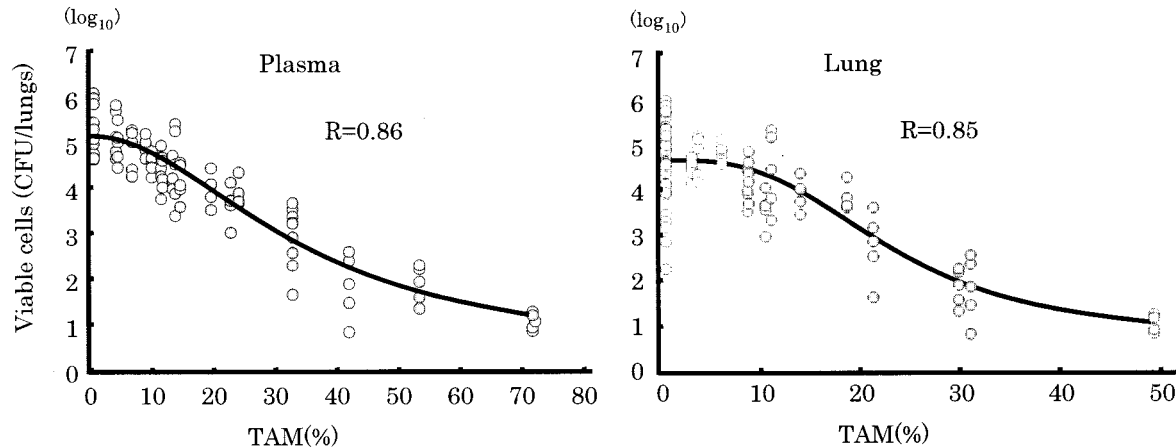 (log10)
Plasma
R=0.86
Viable cells (CFU/lungs)
7
6
5
4
3
2
1
0
0 10 20 30 40 50 60 70 80
TAM(%)
(log10)
Lung
R=0.85
7
6
5
4
3
2
1
0
0 10 20 30 40 50
TAM(%)